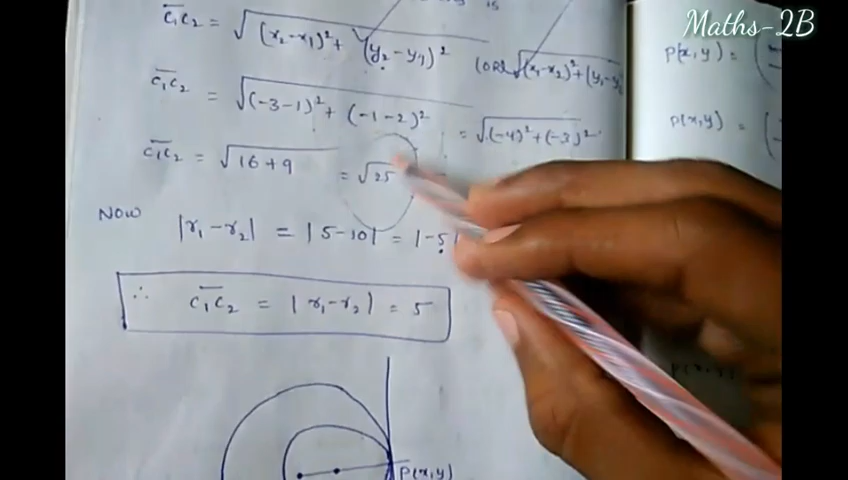 is
Maths-2B
C₁C₂ = √(x₂-x₁)²+ (y₂-y₁)² (OR) √(x₁-x₂)²+(y₁-y₂
P(x,y) = (
C₁C₂ = √(-3-1)²+ (-1-2)² = √(-4)²+(-3)²
P(x,y) = (
C₁C₂ = √16+9 = √25
Now |r₁-r₂| = |5-10| = |-5|
∴ C₁C₂ = |r₁-r₂| = 5
P(x,y)